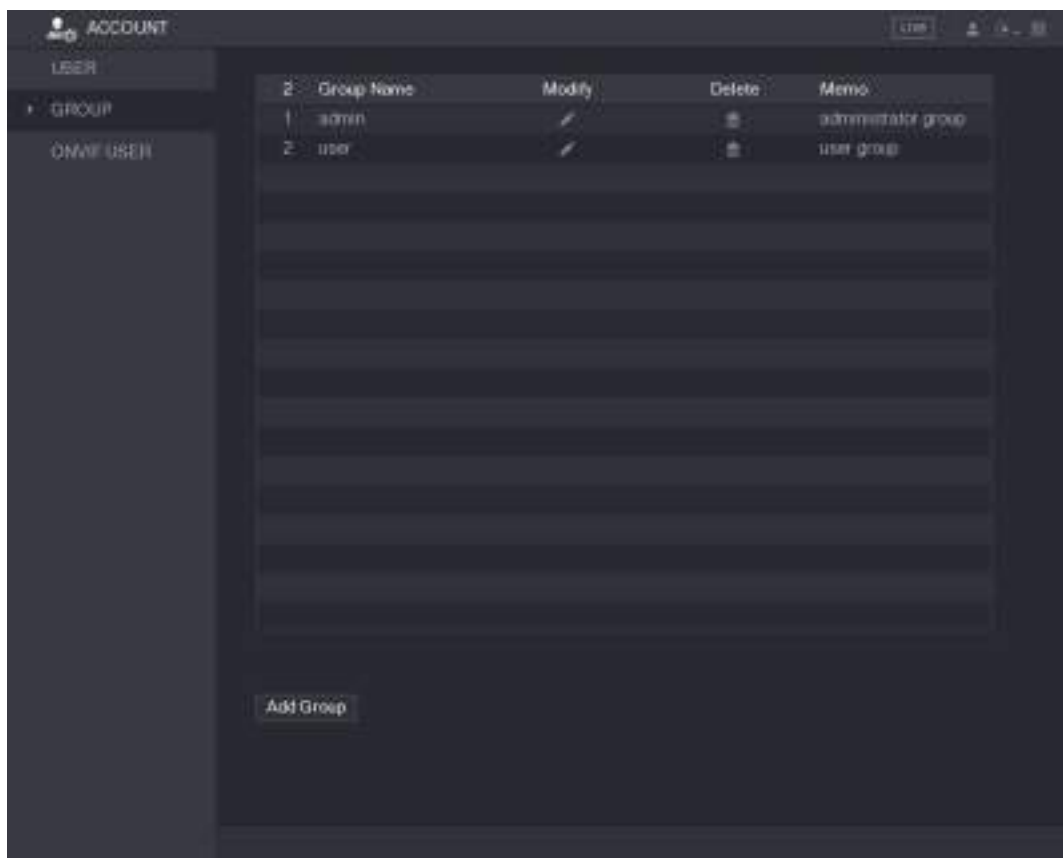 ACCOUNT LIVE
USER
GROUP
ONVIF USER
2 Group Name Modify Delete Memo
1 admin administrator group
2 user user group
Add Group